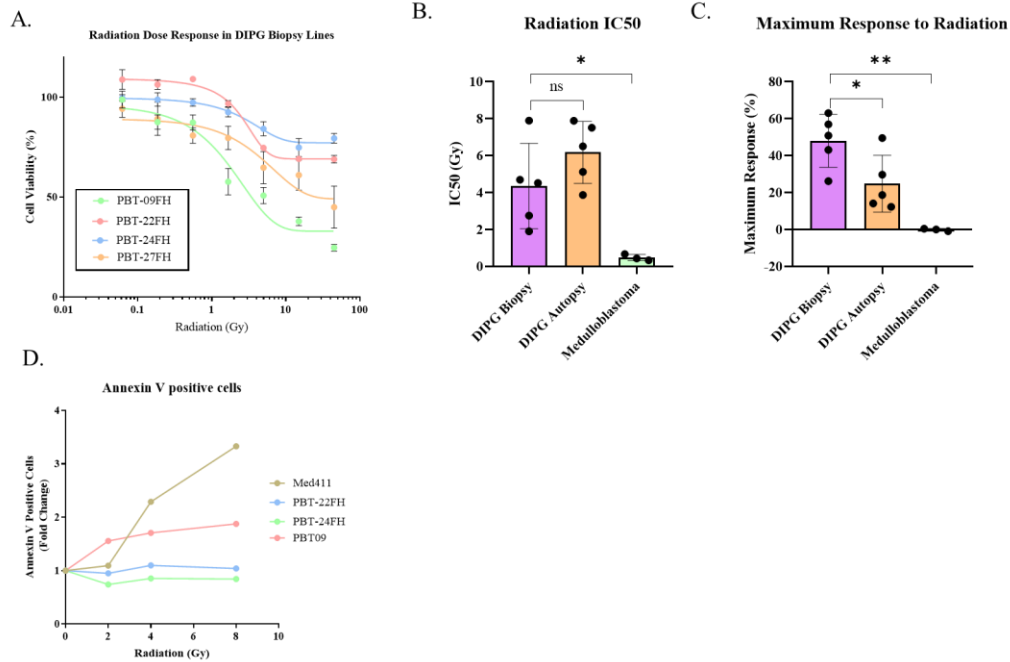 A.
Radiation Dose Response in DIPG Biopsy Lines
Cell Viability (%)
100
50
0
PBT-09FH
PBT-22FH
PBT-24FH
PBT-27FH
0.01
0.1
1
10
100
Radiation (Gy)
B.
Radiation IC50
*
ns
IC50 (Gy)
10
8
6
4
2
0
DIPG Biopsy
DIPG Autopsy
Medulloblastoma
C.
Maximum Response to Radiation
**
*
Maximum Response (%)
80
60
40
20
0
-20
DIPG Biopsy
DIPG Autopsy
Medulloblastoma
D.
Annexin V positive cells
Annexin V Positive Cells
(Fold Change)
4
3
2
1
0
0
2
4
6
8
10
Radiation (Gy)
Med411
PBT-22FH
PBT-24FH
PBT09